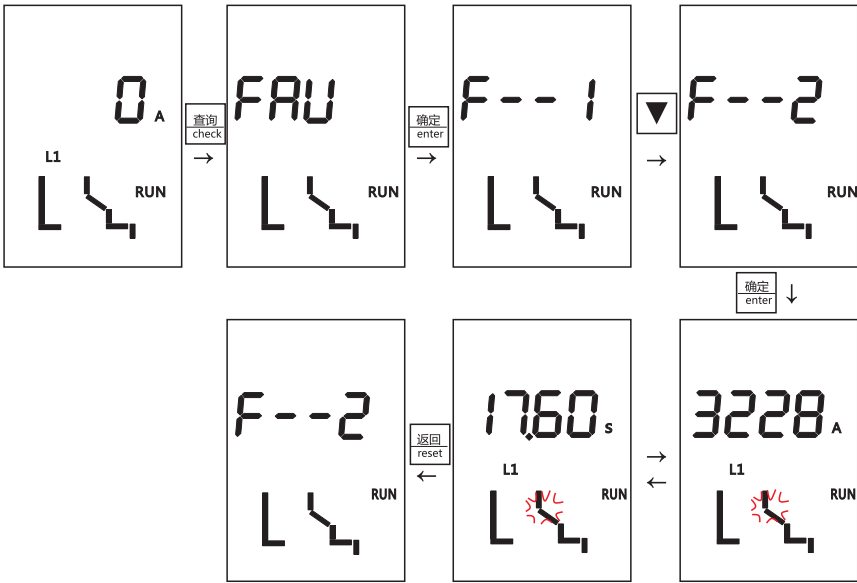 0 A
L1
RUN
L
查询
check
→
FAU
RUN
L
确定
enter
→
F--1
RUN
L
▼
→
F--2
RUN
L
确定
enter
↓
3228 A
L1
RUN
L
→
←
17.60 s
L1
RUN
L
返回
reset
←
F--2
RUN
L